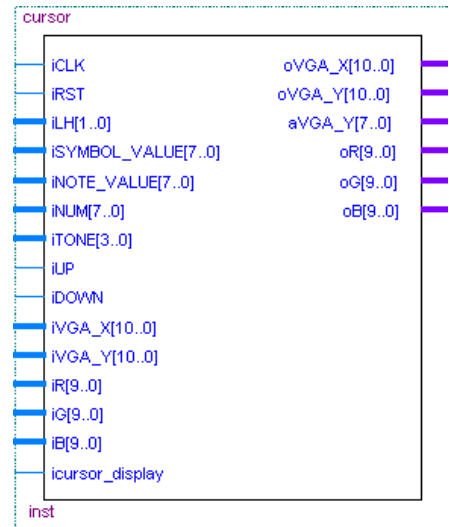 cursor
iCLK oVGA_X[10..0]
iRST oVGA_Y[10..0]
iLH[1..0] aVGA_Y[7..0]
iSYMBOL_VALUE[7..0] oR[9..0]
iNOTE_VALUE[7..0] oG[9..0]
iNUM[7..0] oB[9..0]
iTONE[3..0]
iUP
iDOWN
iVGA_X[10..0]
iVGA_Y[10..0]
iR[9..0]
iG[9..0]
iB[9..0]
icursor_display
inst